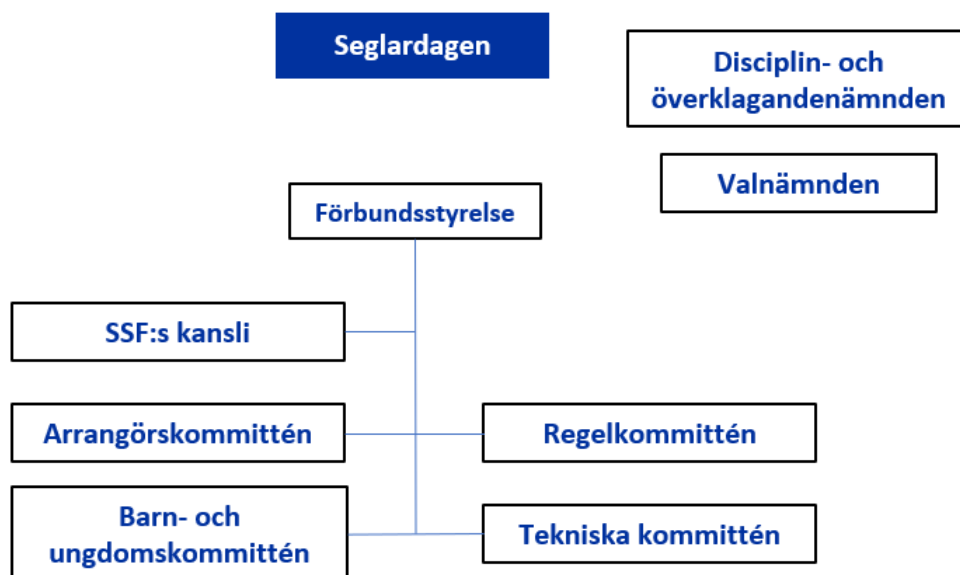 Seglardagen
Disciplin- och
överklagandenämnden
Valnämnden
Förbundsstyrelse
SSF:s kansli
Arrangörskommittén
Regelkommittén
Barn- och
ungdomskommittén
Tekniska kommittén